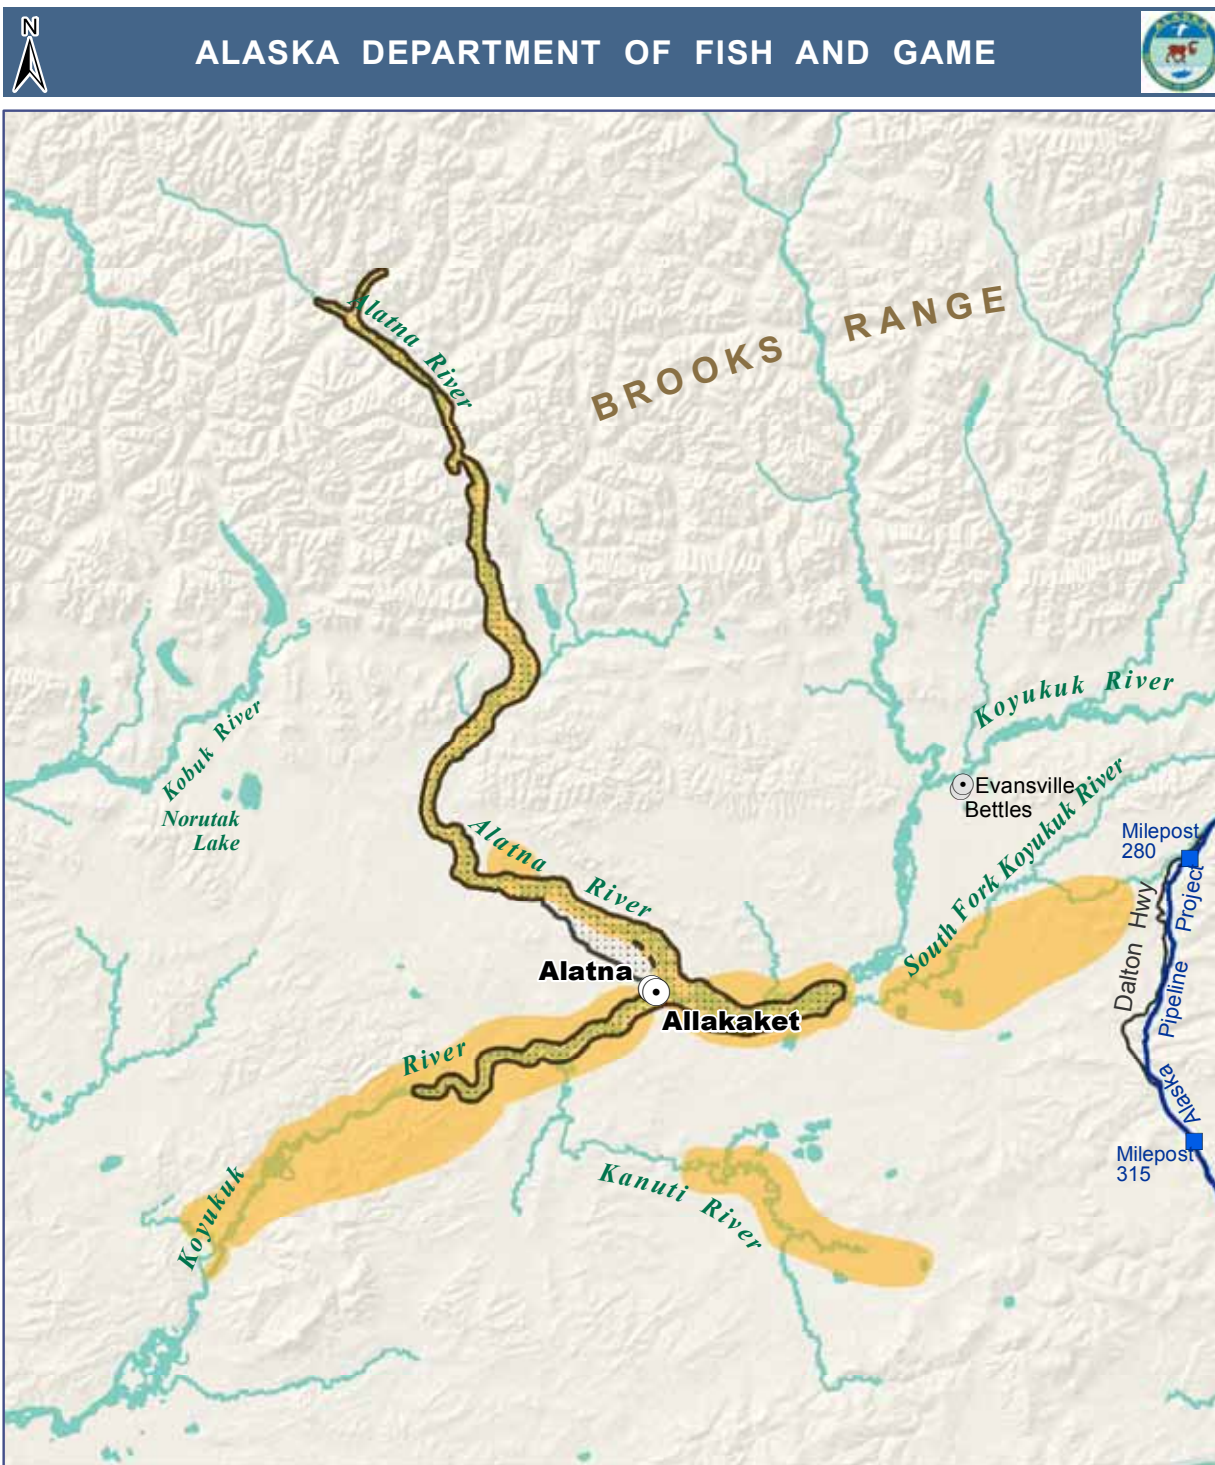 N
ALASKA DEPARTMENT OF FISH AND GAME
ALASKA
Alatna River
BROOKS RANGE
Koyukuk River
Kobuk River
Norutak
Lake
Evansville
Bettles
South Fork Koyukuk River
Milepost
280
Alatna River
Dalton Hwy
Alaska Pipeline Project
Alatna
Allakaket
Koyukuk River
Kanuti River
Milepost
315